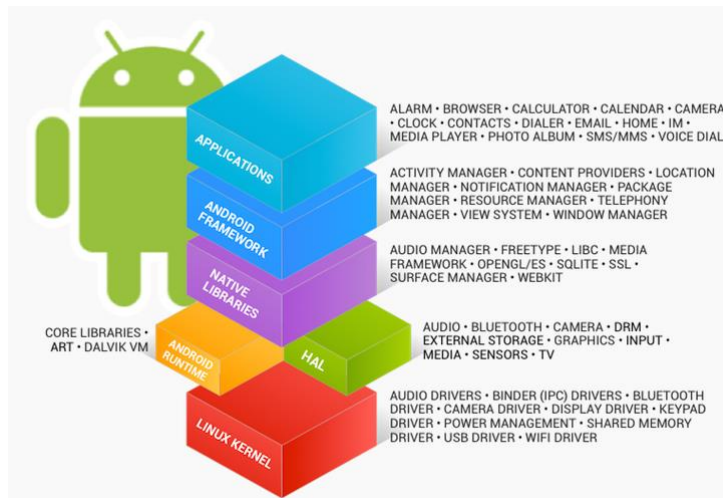 APPLICATIONS
ALARM • BROWSER • CALCULATOR • CALENDAR • CAMERA
• CLOCK • CONTACTS • DIALER • EMAIL • HOME • IM •
MEDIA PLAYER • PHOTO ALBUM • SMS/MMS • VOICE DIAL
ANDROID
FRAMEWORK
ACTIVITY MANAGER • CONTENT PROVIDERS • LOCATION
MANAGER • NOTIFICATION MANAGER • PACKAGE
MANAGER • RESOURCE MANAGER • TELEPHONY
MANAGER • VIEW SYSTEM • WINDOW MANAGER
NATIVE
LIBRARIES
AUDIO MANAGER • FREETYPE • LIBC • MEDIA
FRAMEWORK • OPENGL/ES • SQLITE • SSL •
SURFACE MANAGER • WEBKIT
CORE LIBRARIES •
ART • DALVIK VM
ANDROID
RUNTIME
HAL
AUDIO • BLUETOOTH • CAMERA • DRM •
EXTERNAL STORAGE • GRAPHICS • INPUT •
MEDIA • SENSORS • TV
LINUX KERNEL
AUDIO DRIVERS • BINDER (IPC) DRIVERS • BLUETOOTH
DRIVER • CAMERA DRIVER • DISPLAY DRIVER • KEYPAD
DRIVER • POWER MANAGEMENT • SHARED MEMORY
DRIVER • USB DRIVER • WIFI DRIVER